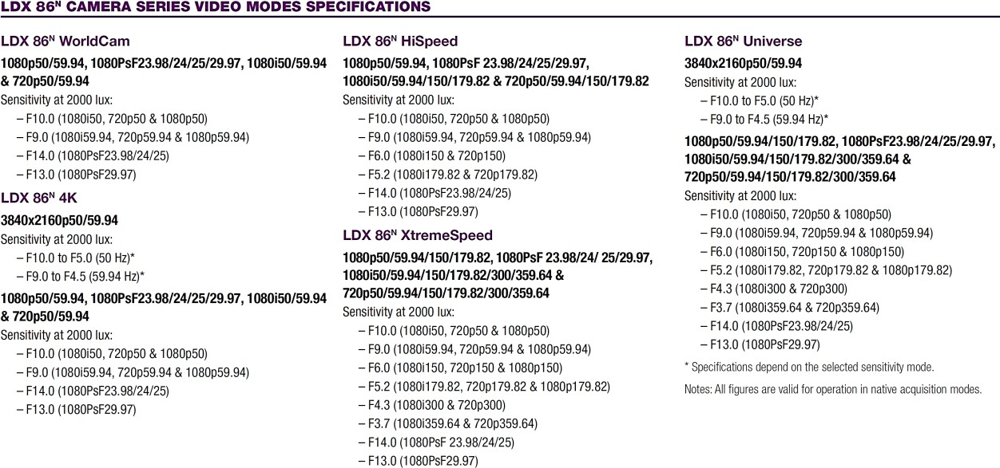 LDX 86ᴺ CAMERA SERIES VIDEO MODES SPECIFICATIONS
LDX 86ᴺ WorldCam
1080p50/59.94, 1080PsF23.98/24/25/29.97, 1080i50/59.94
& 720p50/59.94
Sensitivity at 2000 lux:
– F10.0 (1080i50, 720p50 & 1080p50)
– F9.0 (1080i59.94, 720p59.94 & 1080p59.94)
– F14.0 (1080PsF23.98/24/25)
– F13.0 (1080PsF29.97)
LDX 86ᴺ 4K
3840x2160p50/59.94
Sensitivity at 2000 lux:
– F10.0 to F5.0 (50 Hz)*
– F9.0 to F4.5 (59.94 Hz)*
1080p50/59.94, 1080PsF23.98/24/25/29.97, 1080i50/59.94
& 720p50/59.94
Sensitivity at 2000 lux:
– F10.0 (1080i50, 720p50 & 1080p50)
– F9.0 (1080i59.94, 720p59.94 & 1080p59.94)
– F14.0 (1080PsF23.98/24/25)
– F13.0 (1080PsF29.97)
LDX 86ᴺ HiSpeed
1080p50/59.94, 1080PsF 23.98/24/25/29.97,
1080i50/59.94/150/179.82 & 720p50/59.94/150/179.82
Sensitivity at 2000 lux:
– F10.0 (1080i50, 720p50 & 1080p50)
– F9.0 (1080i59.94, 720p59.94 & 1080p59.94)
– F6.0 (1080i150 & 720p150)
– F5.2 (1080i179.82 & 720p179.82)
– F14.0 (1080PsF23.98/24/25)
– F13.0 (1080PsF29.97)
LDX 86ᴺ XtremeSpeed
1080p50/59.94/150/179.82, 1080PsF 23.98/24/ 25/29.97,
1080i50/59.94/150/179.82/300/359.64 &
720p50/59.94/150/179.82/300/359.64
Sensitivity at 2000 lux:
– F10.0 (1080i50, 720p50 & 1080p50)
– F9.0 (1080i59.94, 720p59.94 & 1080p59.94)
– F6.0 (1080i150, 720p150 & 1080p150)
– F5.2 (1080i179.82, 720p179.82 & 1080p179.82)
– F4.3 (1080i300 & 720p300)
– F3.7 (1080i359.64 & 720p359.64)
– F14.0 (1080PsF 23.98/24/25)
– F13.0 (1080PsF29.97)
LDX 86ᴺ Universe
3840x2160p50/59.94
Sensitivity at 2000 lux:
– F10.0 to F5.0 (50 Hz)*
– F9.0 to F4.5 (59.94 Hz)*
1080p50/59.94/150/179.82, 1080PsF23.98/24/25/29.97,
1080i50/59.94/150/179.82/300/359.64 &
720p50/59.94/150/179.82/300/359.64
Sensitivity at 2000 lux:
– F10.0 (1080i50, 720p50 & 1080p50)
– F9.0 (1080i59.94, 720p59.94 & 1080p59.94)
– F6.0 (1080i150, 720p150 & 1080p150)
– F5.2 (1080i179.82, 720p179.82 & 1080p179.82)
– F4.3 (1080i300 & 720p300)
– F3.7 (1080i359.64 & 720p359.64)
– F14.0 (1080PsF23.98/24/25)
– F13.0 (1080PsF29.97)
* Specifications depend on the selected sensitivity mode.
Notes: All figures are valid for operation in native acquisition modes.